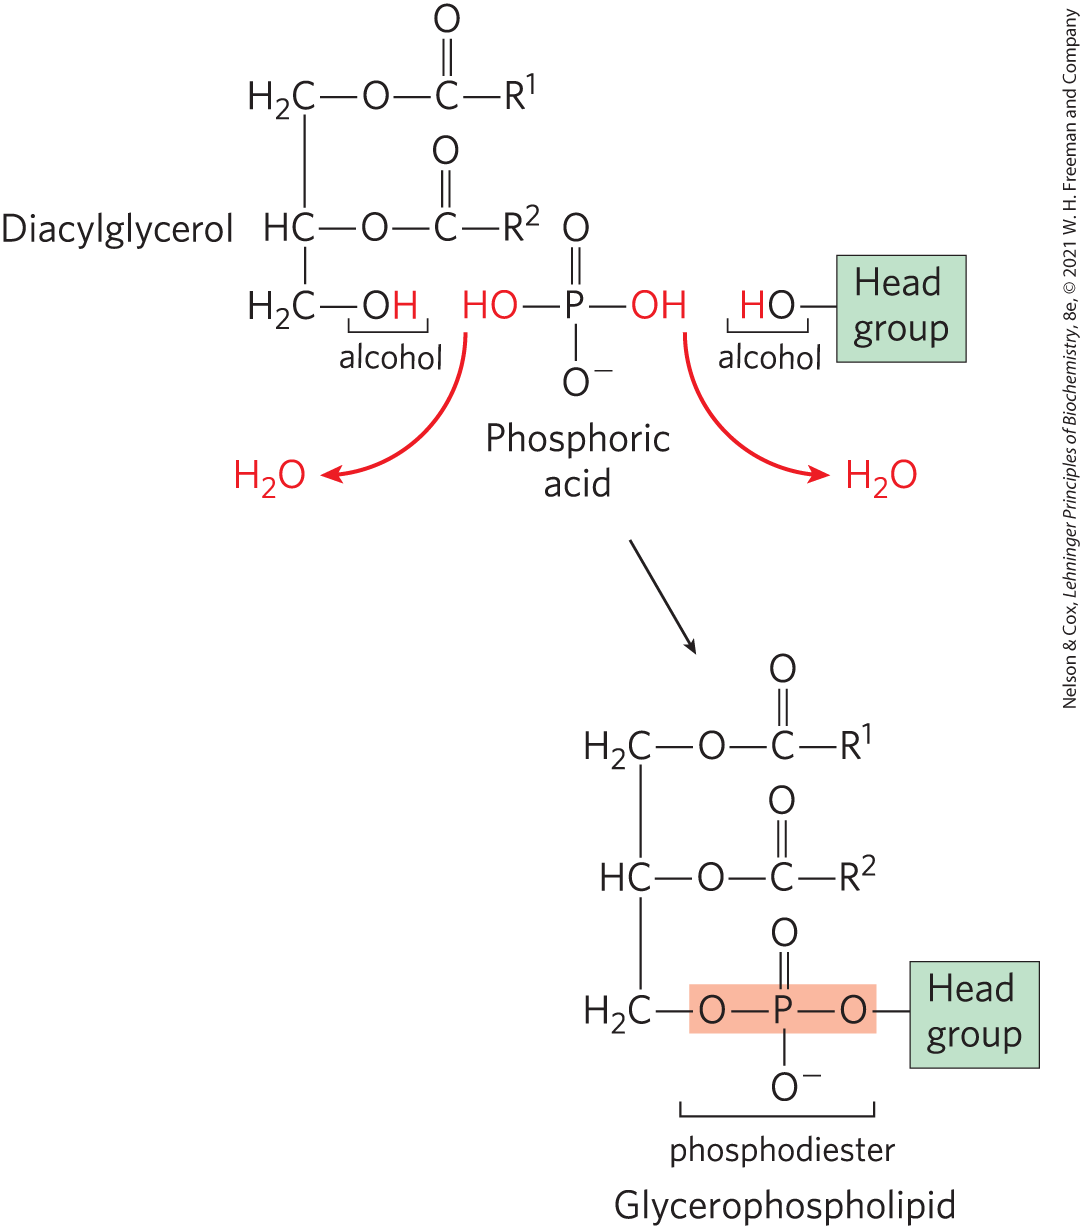 O
H₂C—O—C—R¹
O
Diacylglycerol HC—O—C—R² O
H₂C—OH HO—P—OH HO— Head group
alcohol alcohol
O⁻
Phosphoric
acid
H₂O H₂O
O
H₂C—O—C—R¹
O
HC—O—C—R²
O
H₂C—O—P—O— Head group
O⁻
phosphodiester
Glycerophospholipid
Nelson & Cox, Lehninger Principles of Biochemistry, 8e, © 2021 W. H. Freeman and Company